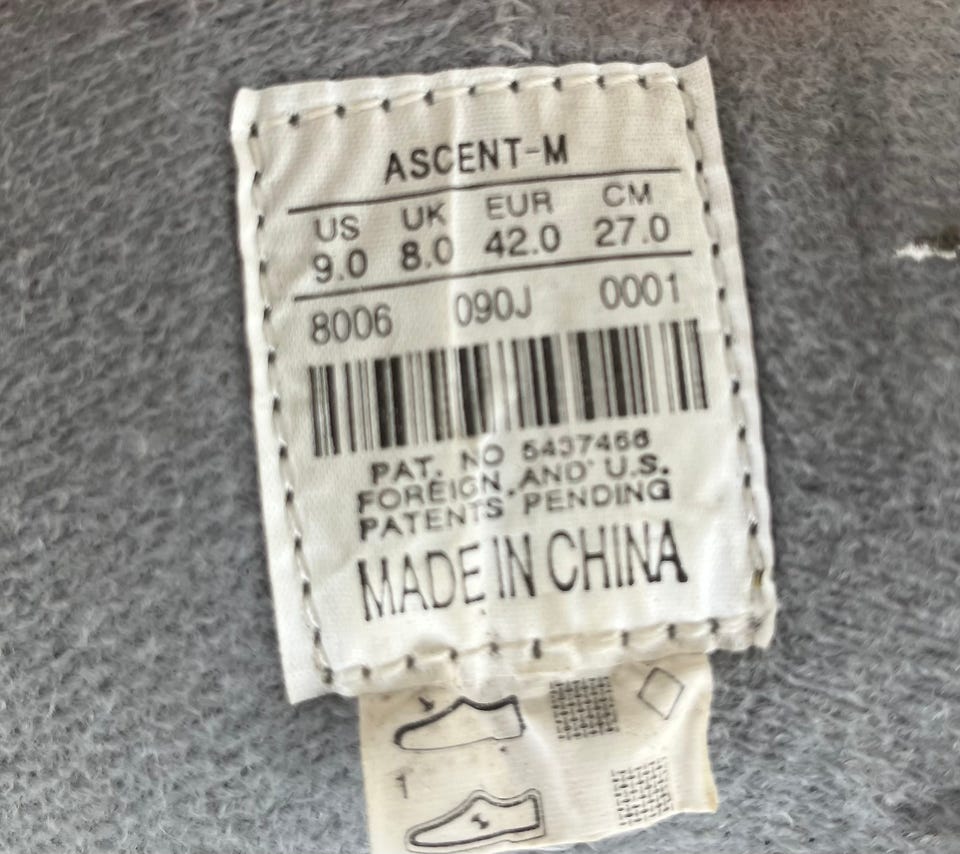 ASCENT-M
US UK EUR CM
9.0 8.0 42.0 27.0
8006 090J 0001
PAT. NO 5437466
FOREIGN AND U.S.
PATENTS PENDING
MADE IN CHINA